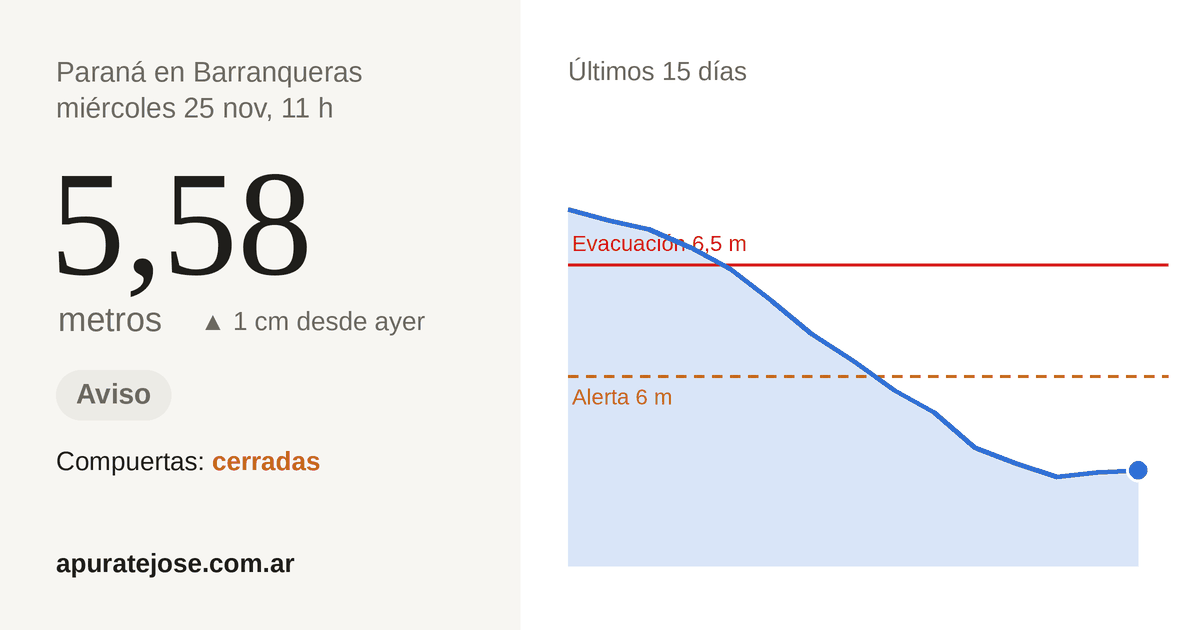 Paraná en Barranqueras
miércoles 25 nov, 11 h
5,58
metros ▲ 1 cm desde ayer
Aviso
Compuertas: cerradas
apuratejose.com.ar
Últimos 15 días
Evacuación 6,5 m
Alerta 6 m